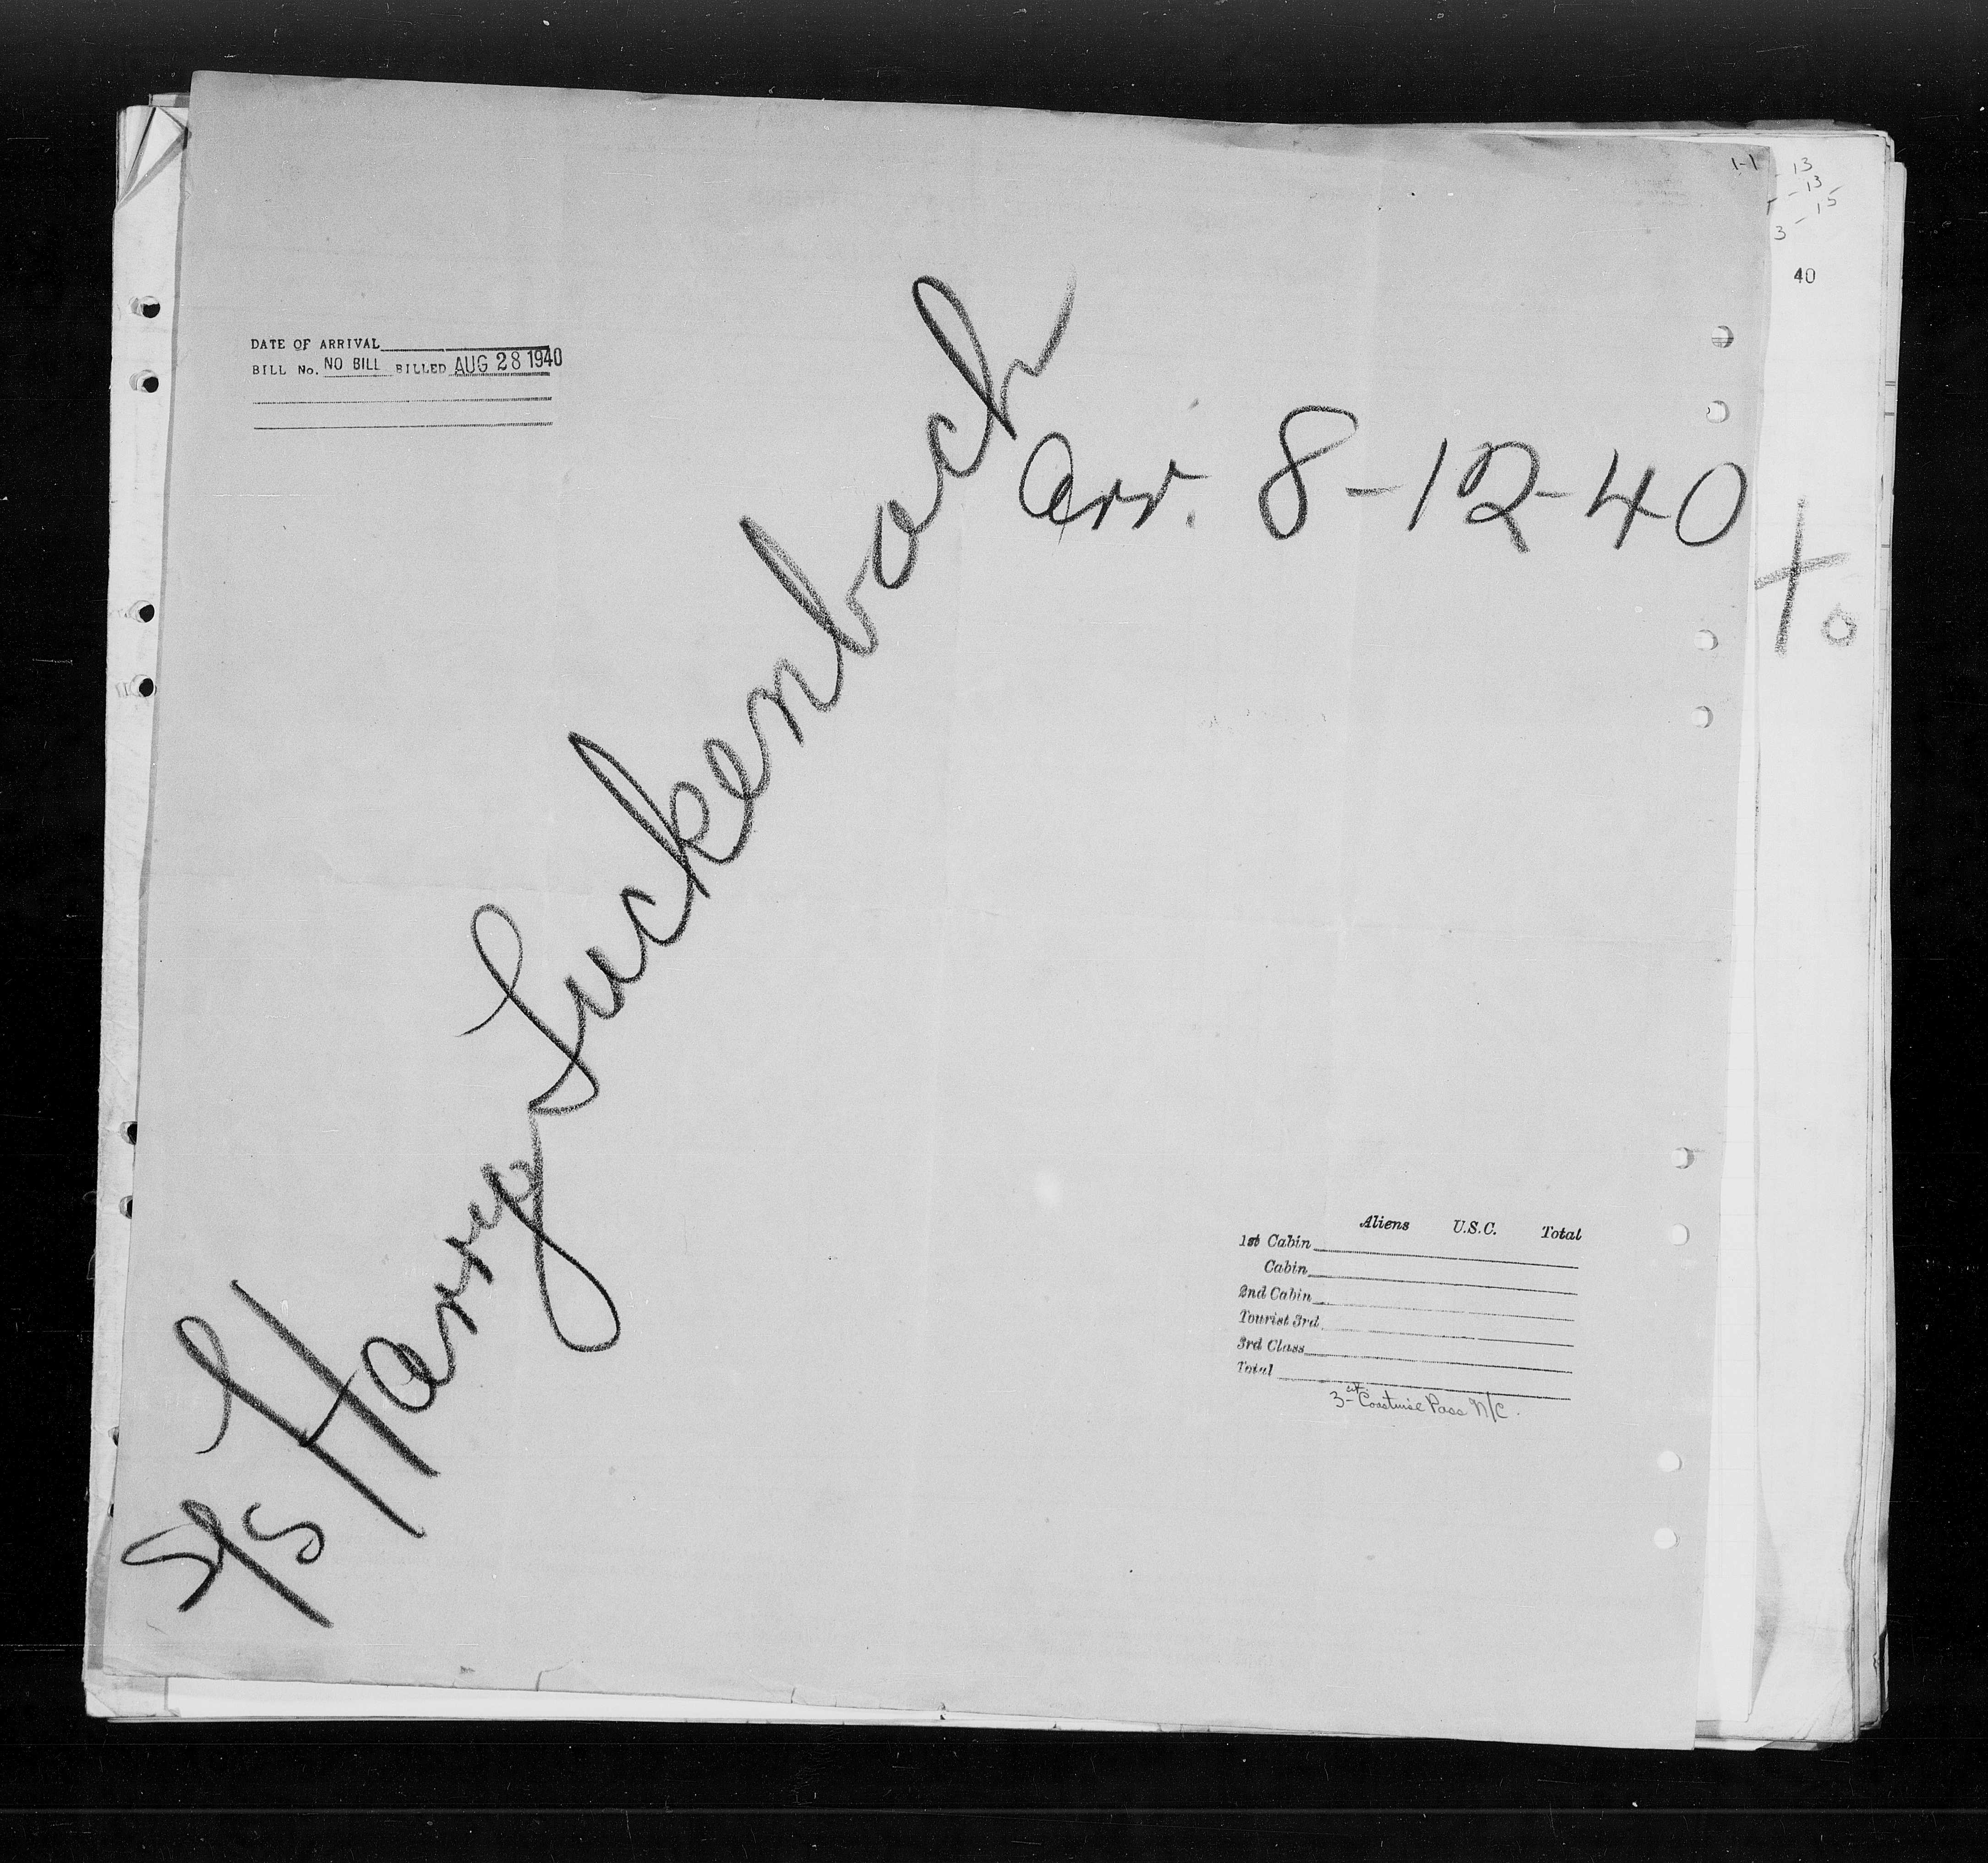 1-1
- 13
- 13
- 15
3
40
DATE OF ARRIVAL
BILL No. NO BILL BILLED AUG 28 1940
arr. 8-12-40
S/S Harry Luckenbach
Aliens U.S.C. Total
1st Cabin
Cabin
2nd Cabin
Tourist 3rd
3rd Class
Total
Coastwise Pass N/C.